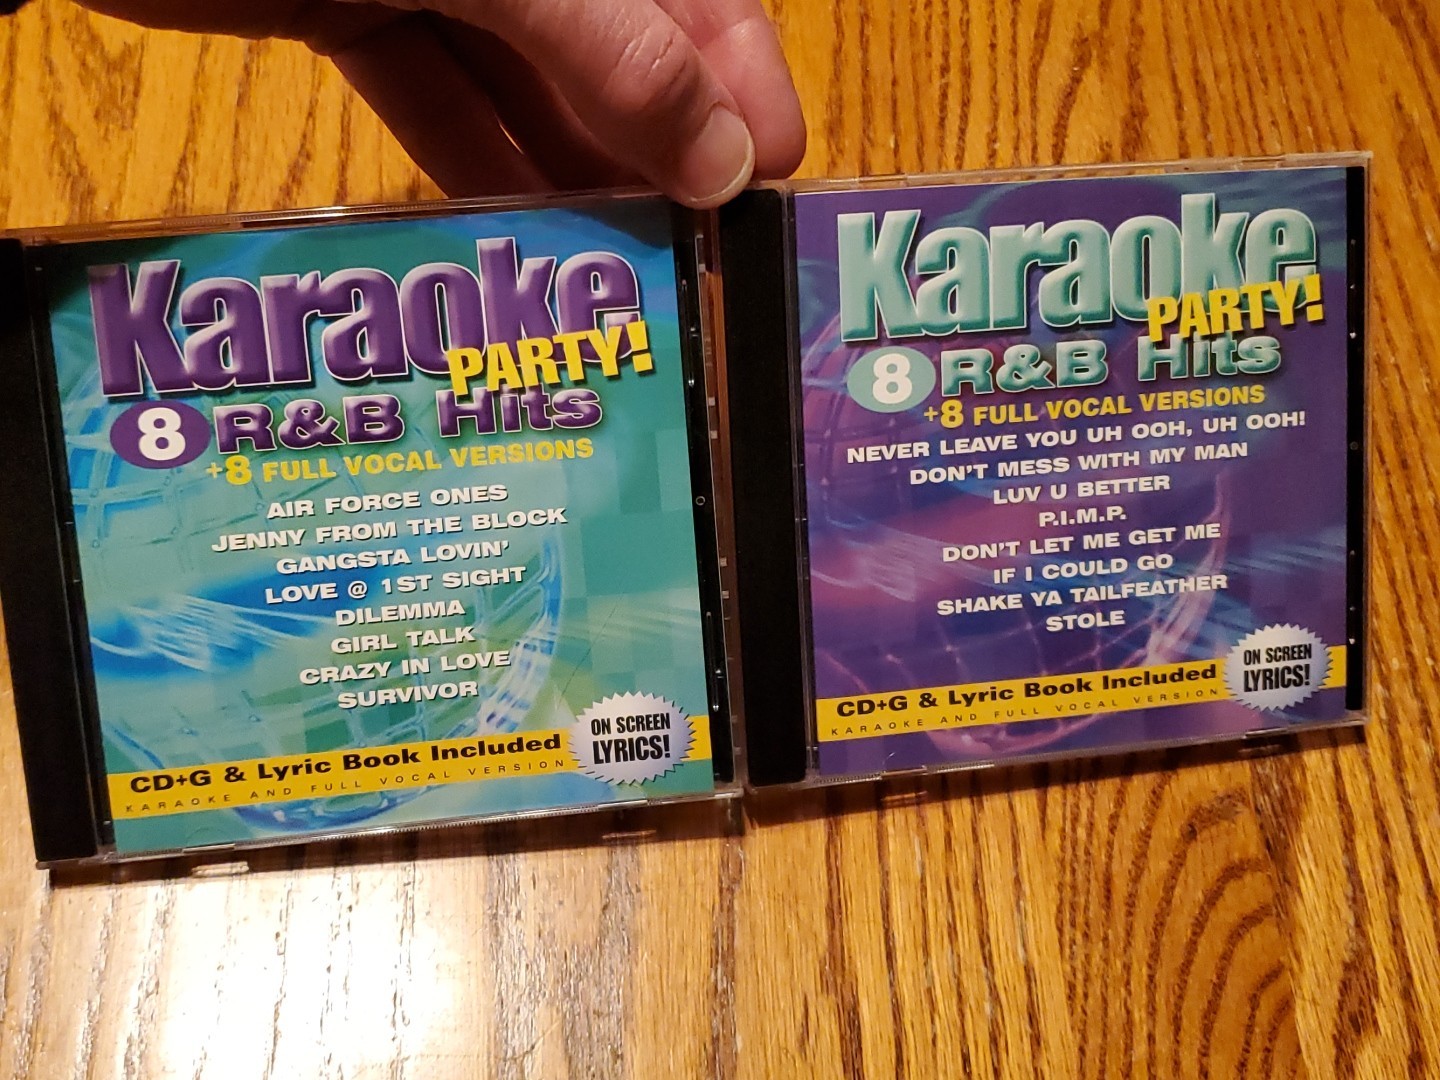 Karaoke
PARTY!
8 R&B Hits
+8 FULL VOCAL VERSIONS
AIR FORCE ONES
JENNY FROM THE BLOCK
GANGSTA LOVIN'
LOVE @ 1ST SIGHT
DILEMMA
GIRL TALK
CRAZY IN LOVE
SURVIVOR
ON SCREEN
LYRICS!
CD+G & Lyric Book Included
KARAOKE AND FULL VOCAL VERSION
Karaoke
PARTY!
8 R&B Hits
+8 FULL VOCAL VERSIONS
NEVER LEAVE YOU UH OOH, UH OOH!
DON'T MESS WITH MY MAN
LUV U BETTER
P.I.M.P.
DON'T LET ME GET ME
IF I COULD GO
SHAKE YA TAILFEATHER
STOLE
ON SCREEN
LYRICS!
CD+G & Lyric Book Included
KARAOKE AND FULL VOCAL VERSION